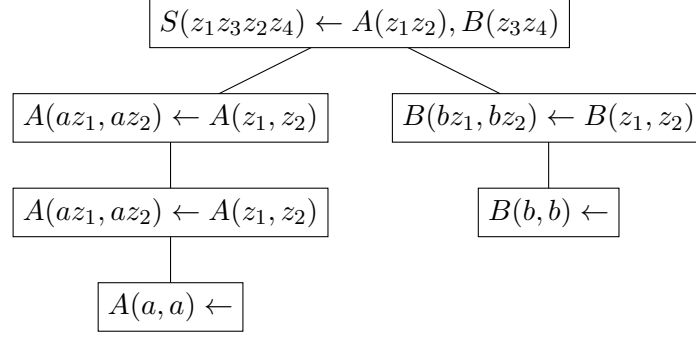 S(z₁z₃z₂z₄) ← A(z₁z₂), B(z₃z₄)
A(az₁, az₂) ← A(z₁, z₂)
B(bz₁, bz₂) ← B(z₁, z₂)
A(az₁, az₂) ← A(z₁, z₂)
B(b, b) ←
A(a, a) ←